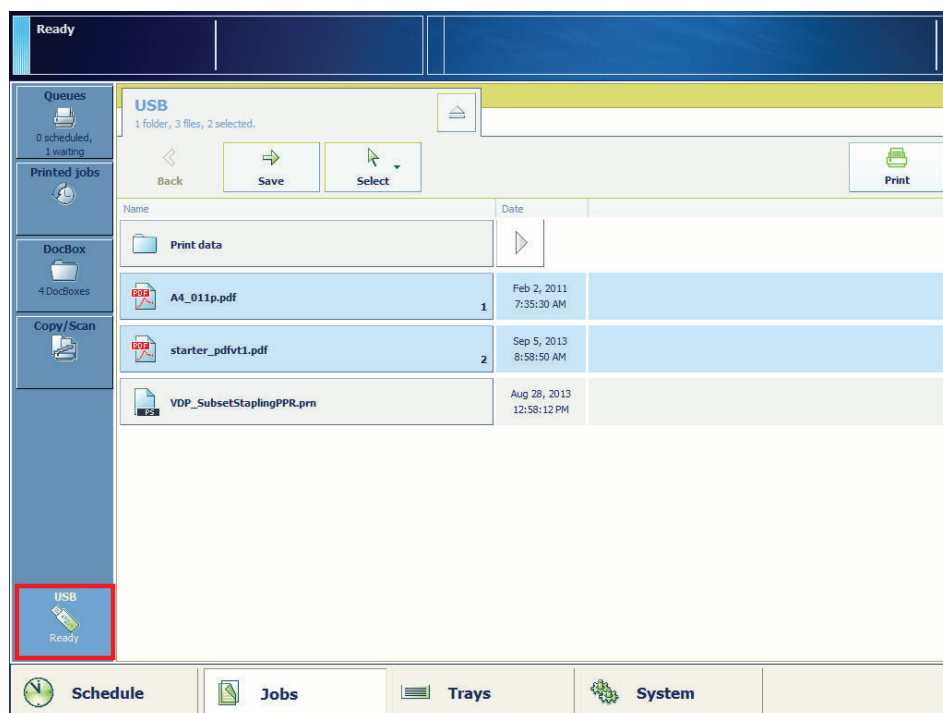 Ready
Queues
0 scheduled,
1 waiting
Printed jobs
DocBox
4 DocBoxes
Copy/Scan
USB
Ready
USB
1 folder, 3 files, 2 selected.
Back
Save
Select
Print
Name
Date
Print data
PDF
A4_011p.pdf
1
Feb 2, 2011
7:35:30 AM
PDF
starter_pdfvt1.pdf
2
Sep 5, 2013
8:58:50 AM
PS
VDP_SubsetStaplingPPR.prn
Aug 28, 2013
12:58:12 PM
Schedule
Jobs
Trays
System